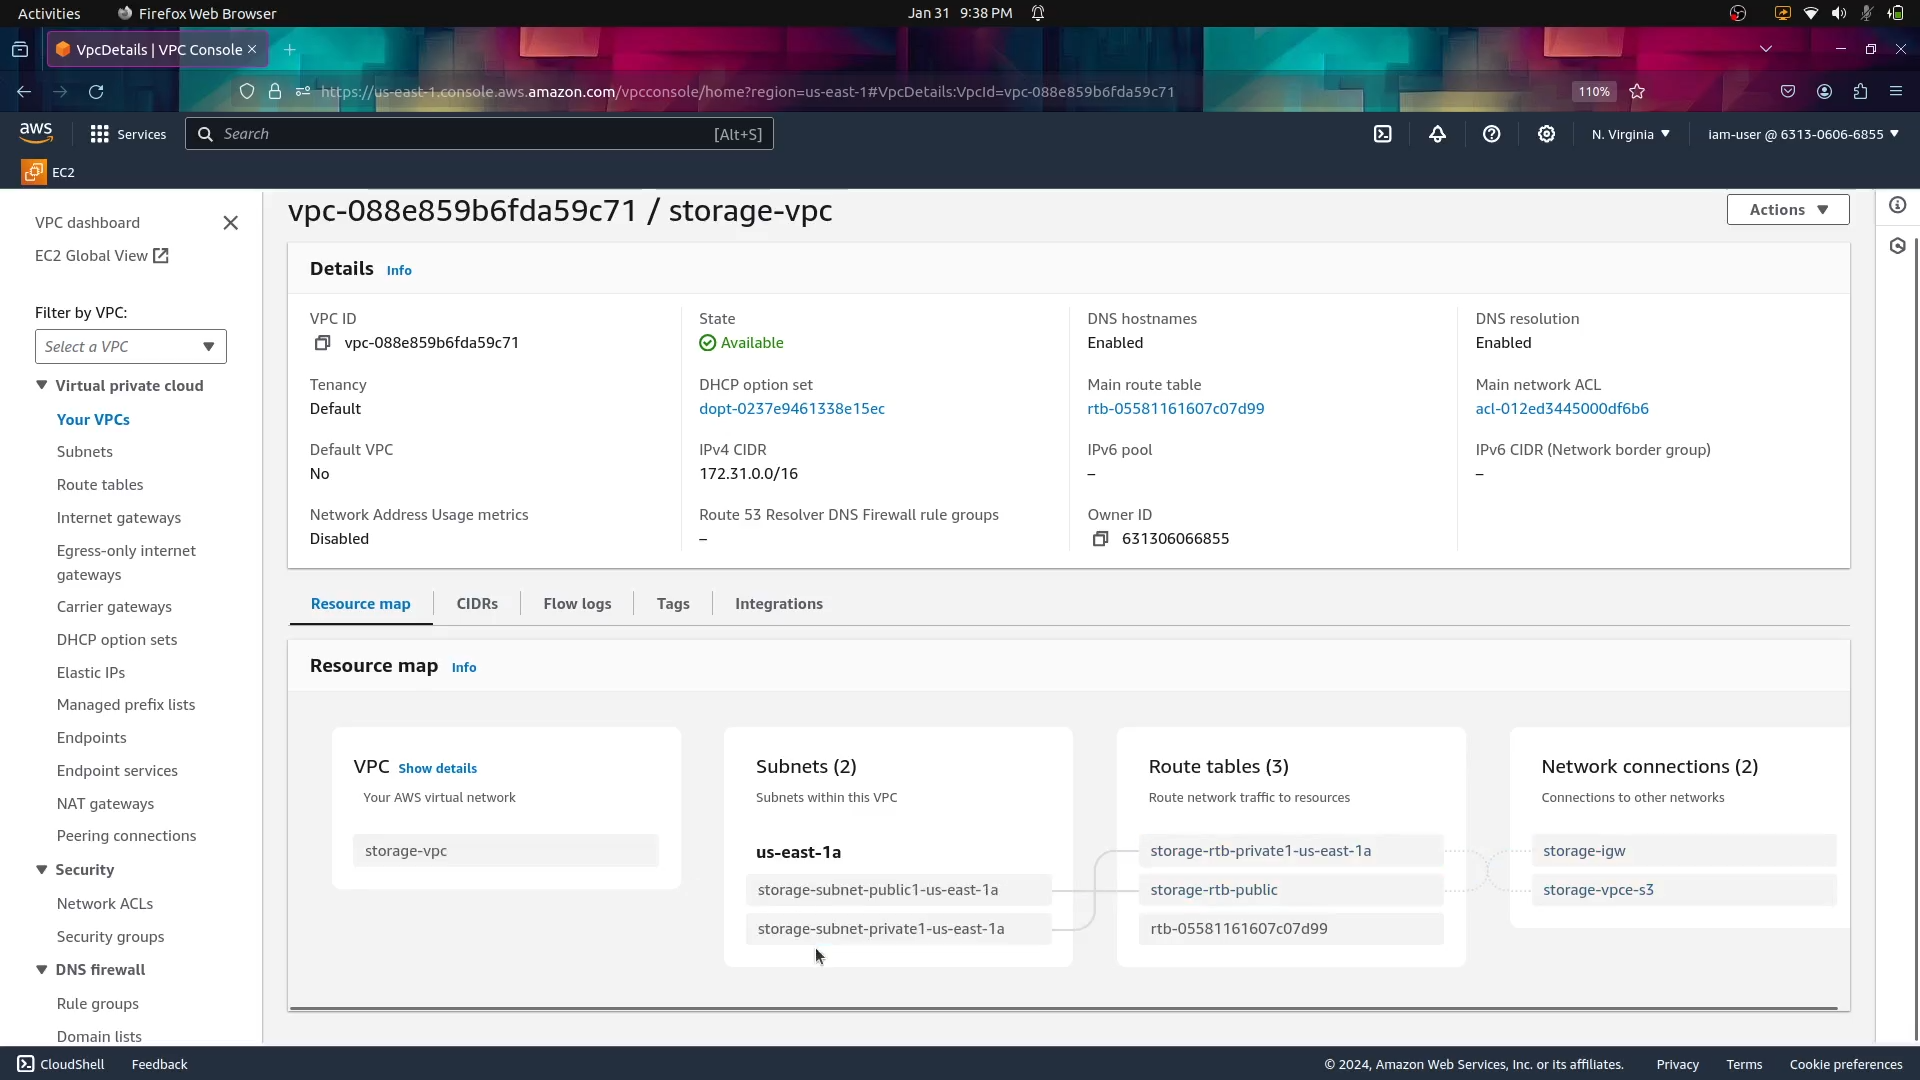 Activities
Firefox Web Browser
Jan 31 9:38 PM
VpcDetails | VPC Console
https://us-east-1.console.aws.amazon.com/vpcconsole/home?region=us-east-1#VpcDetails:VpcId=vpc-088e859b6fda59c71
110%
aws
Services
Search
[Alt+S]
N. Virginia
iam-user @ 6313-0606-6855
EC2
VPC dashboard
EC2 Global View
Filter by VPC:
Select a VPC
Virtual private cloud
Your VPCs
Subnets
Route tables
Internet gateways
Egress-only internet
gateways
Carrier gateways
DHCP option sets
Elastic IPs
Managed prefix lists
Endpoints
Endpoint services
NAT gateways
Peering connections
Security
Network ACLs
Security groups
DNS firewall
Rule groups
Domain lists
vpc-088e859b6fda59c71 / storage-vpc
Actions
Details Info
VPC ID
vpc-088e859b6fda59c71
State
Available
DNS hostnames
Enabled
DNS resolution
Enabled
Tenancy
Default
DHCP option set
dopt-0237e9461338e15ec
Main route table
rtb-05581161607c07d99
Main network ACL
acl-012ed3445000df6b6
Default VPC
No
IPv4 CIDR
172.31.0.0/16
IPv6 pool
–
IPv6 CIDR (Network border group)
–
Network Address Usage metrics
Disabled
Route 53 Resolver DNS Firewall rule groups
–
Owner ID
631306066855
Resource map
CIDRs
Flow logs
Tags
Integrations
Resource map Info
VPC Show details
Your AWS virtual network
storage-vpc
Subnets (2)
Subnets within this VPC
us-east-1a
storage-subnet-public1-us-east-1a
storage-subnet-private1-us-east-1a
Route tables (3)
Route network traffic to resources
storage-rtb-private1-us-east-1a
storage-rtb-public
rtb-05581161607c07d99
Network connections (2)
Connections to other networks
storage-igw
storage-vpce-s3
CloudShell
Feedback
© 2024, Amazon Web Services, Inc. or its affiliates.
Privacy
Terms
Cookie preferences